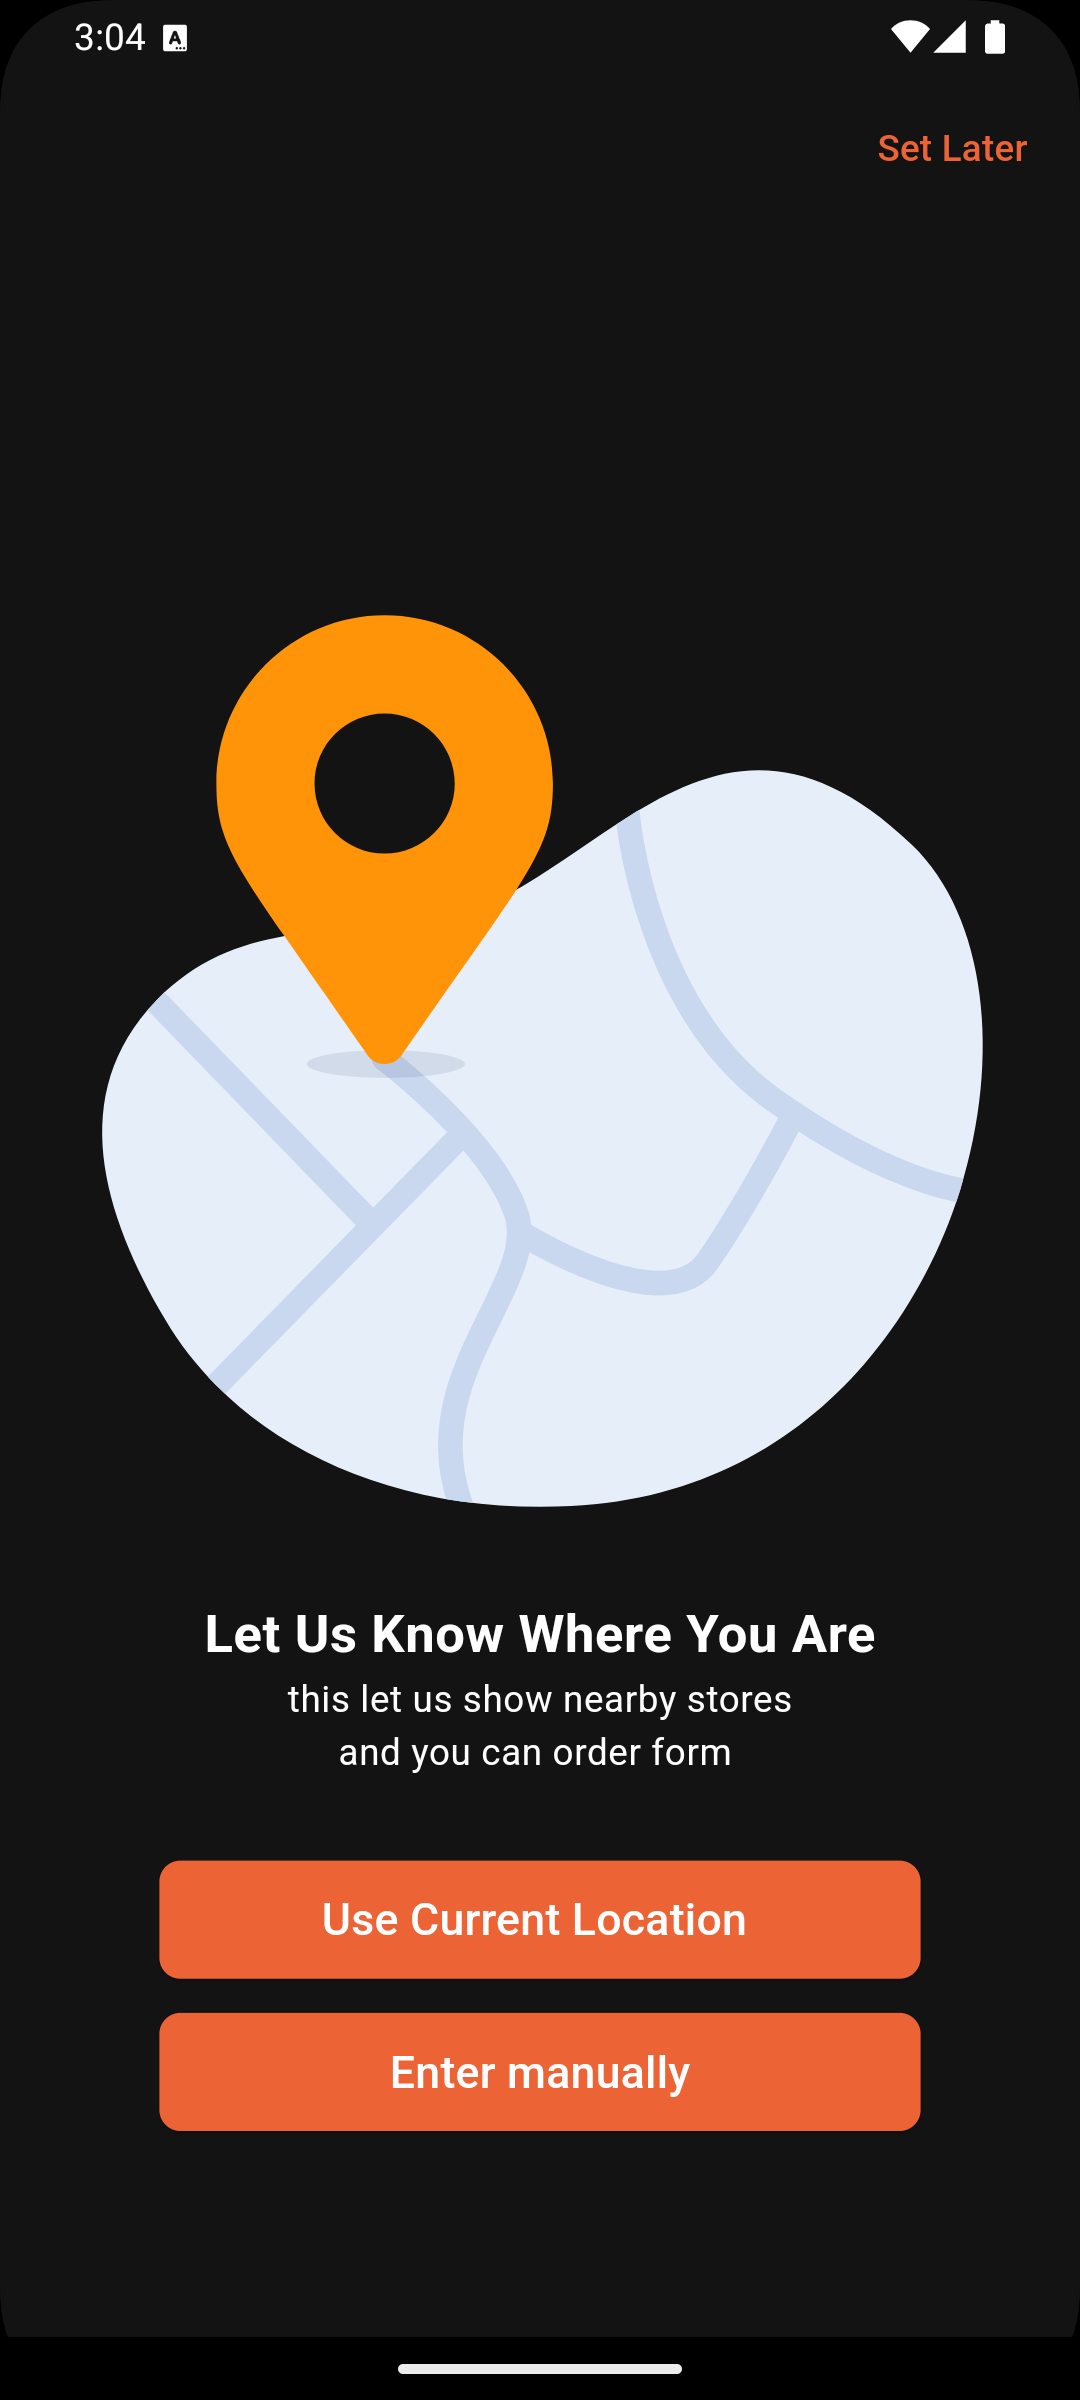 3:04
Set Later
Let Us Know Where You Are
this let us show nearby stores
and you can order form
Use Current Location
Enter manually